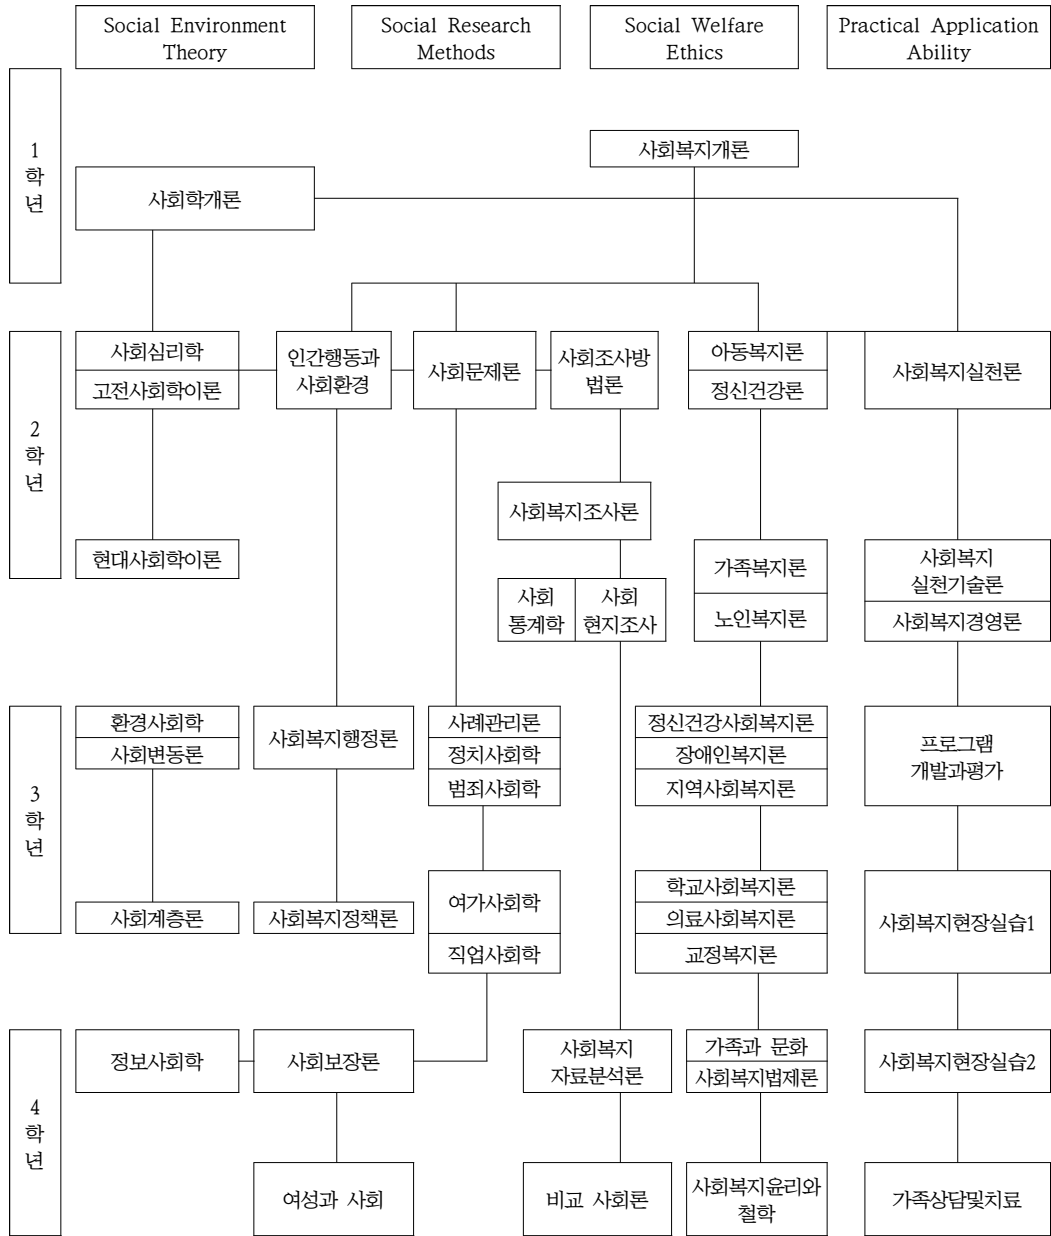 Social Environment
Theory
Social Research
Methods
Social Welfare
Ethics
Practical Application
Ability
1
학
년
사회복지개론
사회학개론
2
학
년
사회심리학
고전사회학이론
인간행동과
사회환경
사회문제론
사회조사방
법론
아동복지론
정신건강론
사회복지실천론
사회복지조사론
현대사회학이론
사회
통계학
사회
현지조사
가족복지론
노인복지론
사회복지
실천기술론
사회복지경영론
3
학
년
환경사회학
사회변동론
사회복지행정론
사례관리론
정치사회학
범죄사회학
정신건강사회복지론
장애인복지론
지역사회복지론
프로그램
개발과평가
사회계층론
사회복지정책론
여가사회학
직업사회학
학교사회복지론
의료사회복지론
교정복지론
사회복지현장실습1
4
학
년
정보사회학
사회보장론
사회복지
자료분석론
가족과 문화
사회복지법제론
사회복지현장실습2
여성과 사회
비교 사회론
사회복지윤리와
철학
가족상담및치료